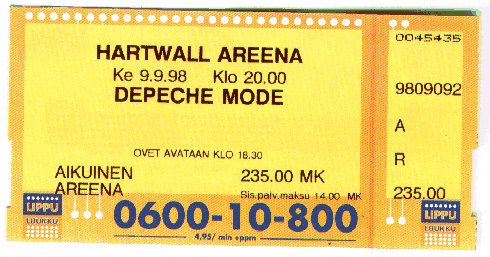 HARTWALL AREENA
Ke 9.9.98 Klo 20.00
DEPECHE MODE
OVET AVATAAN KLO 18.30
AIKUINEN 235.00 MK
AREENA Sis.palv.maksu 14.00 MK
LIPPU
LUUKKU
0600-10-800
4,95/ min +ppm
0045435
9809092
A
R
235.00
LIPPU
LUUKKU